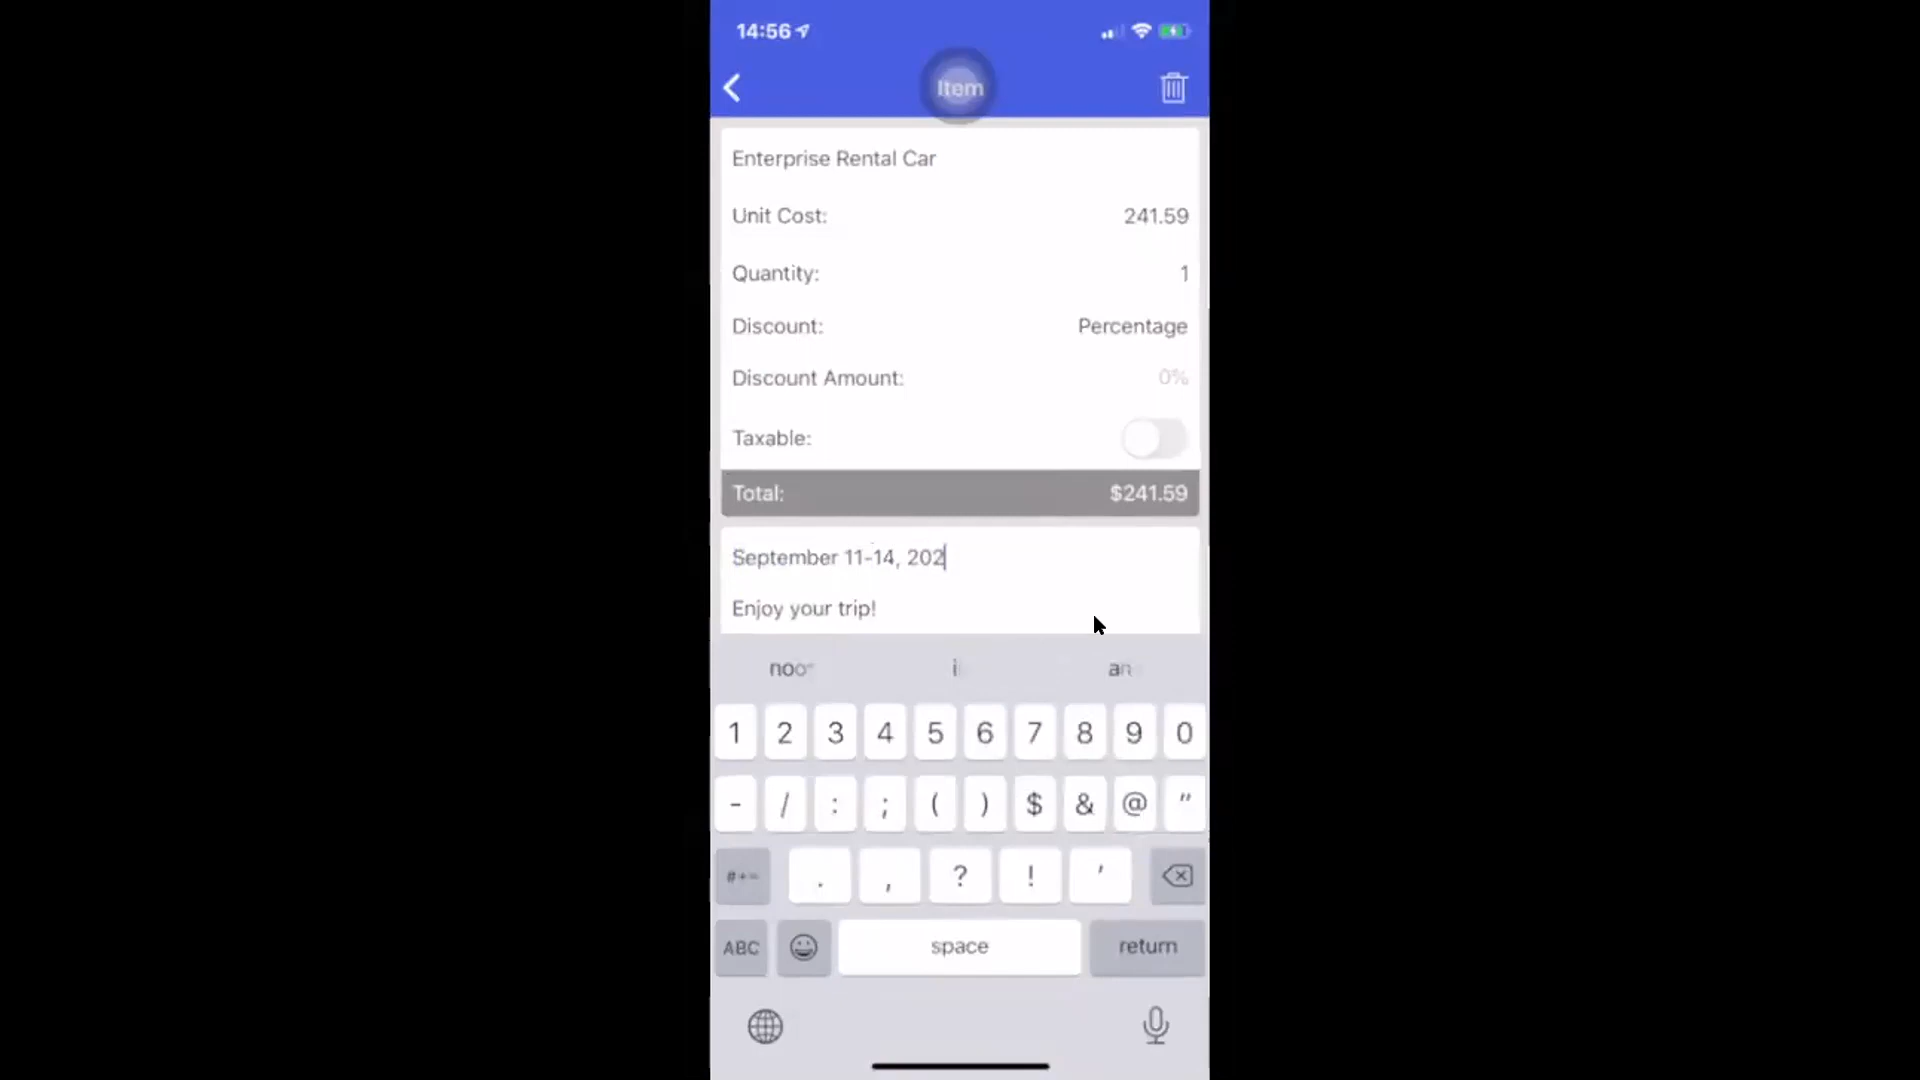 14:56
Item
Enterprise Rental Car
Unit Cost: 241.59
Quantity: 1
Discount: Percentage
Discount Amount: 0%
Taxable:
Total: $241.59
September 11-14, 202
Enjoy your trip!
1 2 3 4 5 6 7 8 9 0
- / : ; ( ) $ & @ "
#+= . , ? ! '
ABC space return